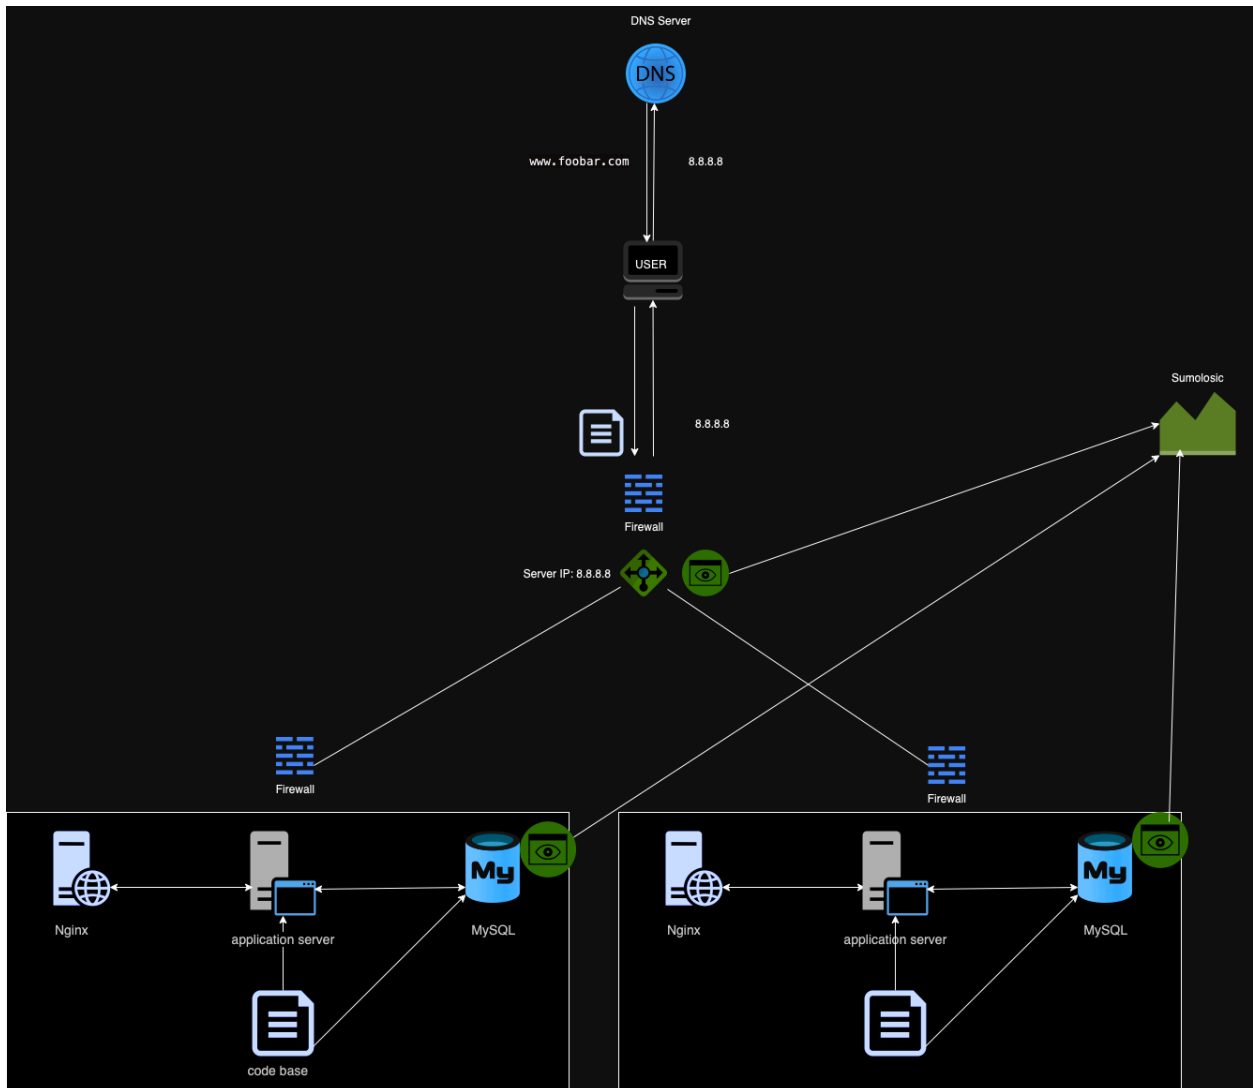 DNS Server
DNS
www.foobar.com
8.8.8.8
USER
Sumolosic
8.8.8.8
Firewall
Server IP: 8.8.8.8
Firewall
Firewall
My
My
Nginx
application server
MySQL
Nginx
application server
MySQL
code base